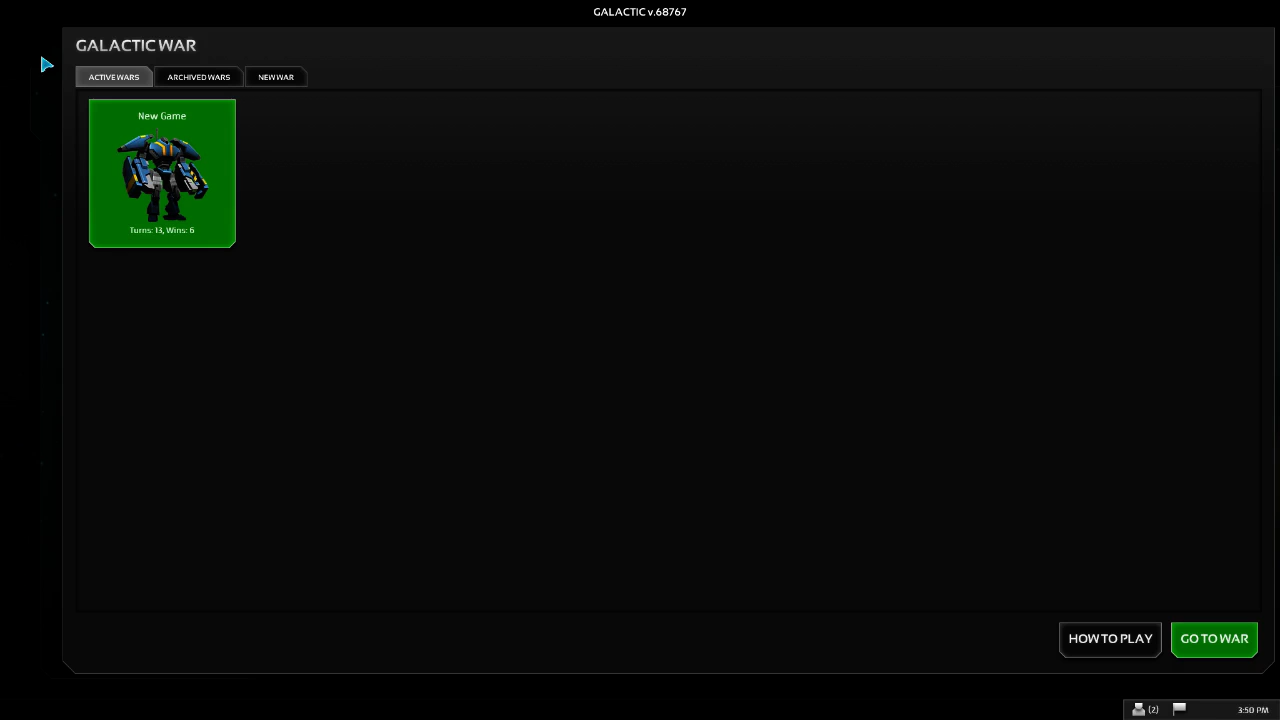 GALACTIC v.68767
GALACTIC WAR
ACTIVE WARS
ARCHIVED WARS
NEW WAR
New Game
Turns: 13, Wins: 6
HOW TO PLAY
GO TO WAR
(2)
3:50 PM